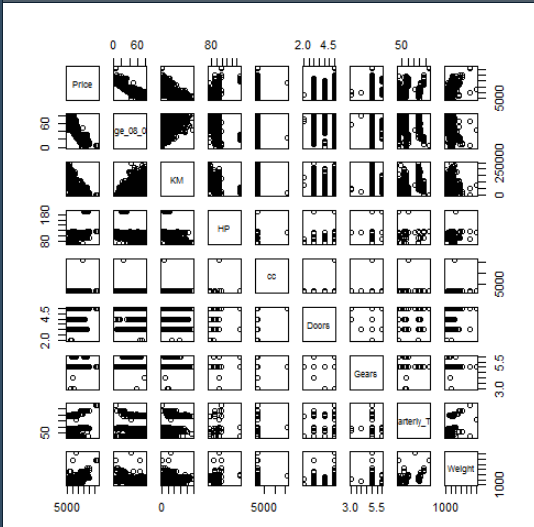 0 60 80 2.0 4.5 50
Price 5000
0 60 ge_08_0
KM 0 250000
80 180 HP
cc 5000
2.0 4.5 Doors
Gears 3.0 5.5
50 arterly_T
Weight 1000
5000 0 5000 3.0 5.5 1000